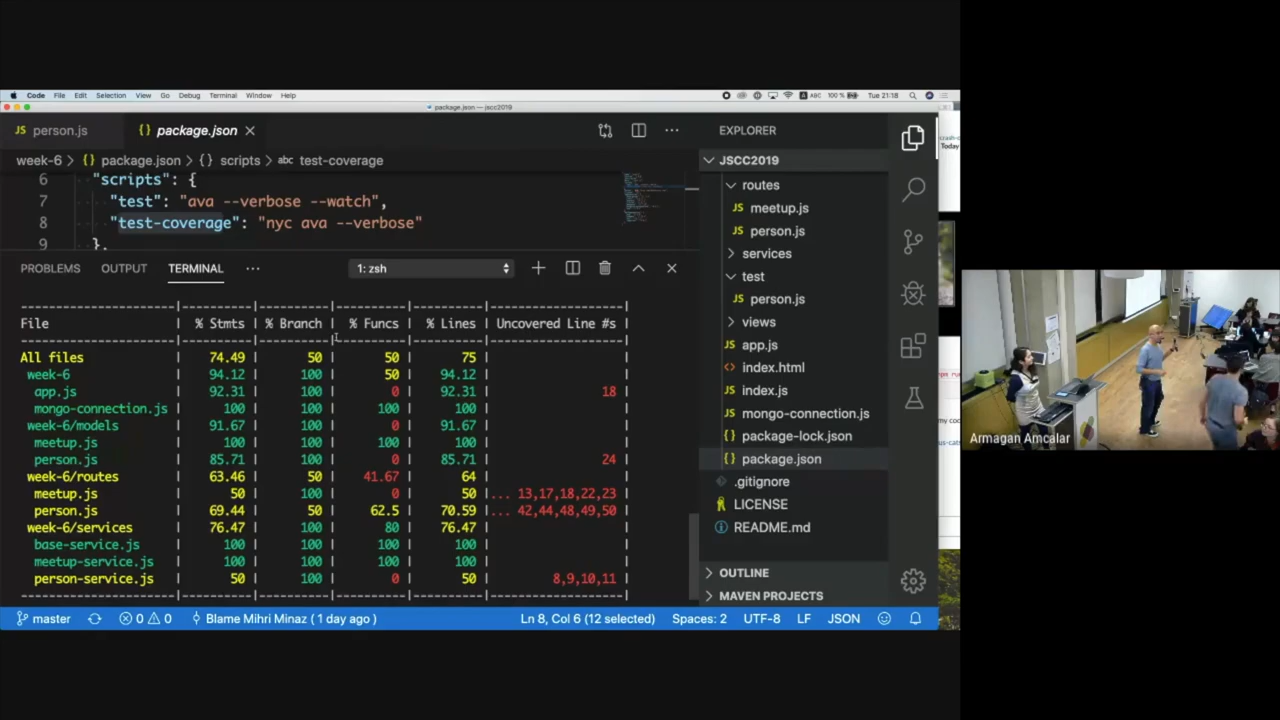 Code File Edit Selection View Go Debug Terminal Window Help ABC 100 % Tue 21:18
package.json — jscc2019
JS person.js {} package.json
week-6 > {} package.json > {} scripts > abc test-coverage
6 "scripts": {
7 "test": "ava --verbose --watch",
8 "test-coverage": "nyc ava --verbose"
9 },
PROBLEMS OUTPUT TERMINAL ... 1: zsh
File | % Stmts | % Branch | % Funcs | % Lines | Uncovered Line #s |
All files | 74.49 | 50 | 50 | 75 | |
week-6 | 94.12 | 100 | 50 | 94.12 | |
app.js | 92.31 | 100 | 0 | 92.31 | 18 |
mongo-connection.js | 100 | 100 | 100 | 100 | |
week-6/models | 91.67 | 100 | 0 | 91.67 | |
meetup.js | 100 | 100 | 100 | 100 | |
person.js | 85.71 | 100 | 0 | 85.71 | 24 |
week-6/routes | 63.46 | 50 | 41.67 | 64 | |
meetup.js | 50 | 100 | 0 | 50 |... 13,17,18,22,23 |
person.js | 69.44 | 50 | 62.5 | 70.59 |... 42,44,48,49,50 |
week-6/services | 76.47 | 100 | 80 | 76.47 | |
base-service.js | 100 | 100 | 100 | 100 | |
meetup-service.js | 100 | 100 | 100 | 100 | |
person-service.js | 50 | 100 | 0 | 50 | 8,9,10,11 |
EXPLORER
JSCC2019
routes
JS meetup.js
JS person.js
services
test
JS person.js
views
JS app.js
<> index.html
JS index.js
JS mongo-connection.js
{} package-lock.json
{} package.json
.gitignore
LICENSE
README.md
OUTLINE
MAVEN PROJECTS
master 0 0 Blame Mihri Minaz ( 1 day ago ) Ln 8, Col 6 (12 selected) Spaces: 2 UTF-8 LF JSON
Today
Armagan Amcalar